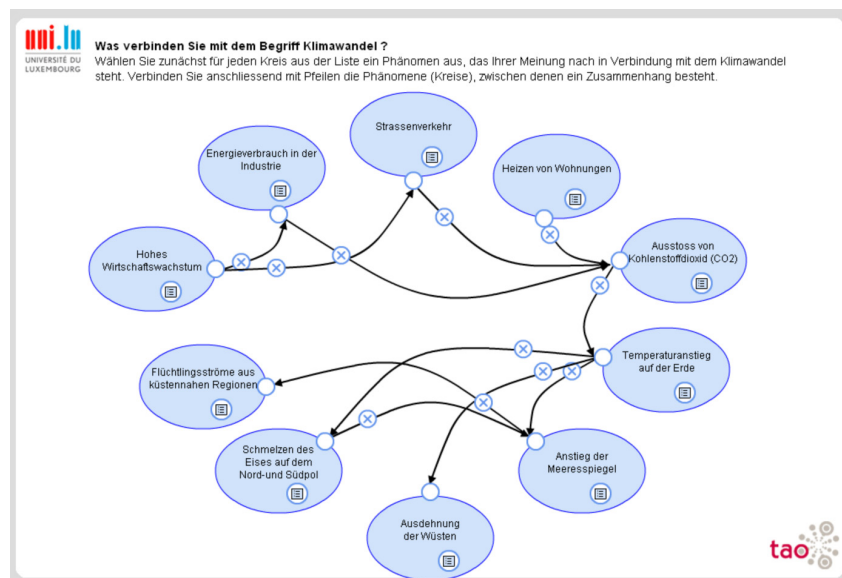 uni.lu
UNIVERSITÉ DU
LUXEMBOURG
Was verbinden Sie mit dem Begriff Klimawandel ?
Wählen Sie zunächst für jeden Kreis aus der Liste ein Phänomen aus, das Ihrer Meinung nach in Verbindung mit dem Klimawandel
steht. Verbinden Sie anschliessend mit Pfeilen die Phänomene (Kreise), zwischen denen ein Zusammenhang besteht.
Strassenverkehr
Energieverbrauch in der
Industrie
Heizen von Wohnungen
Hohes
Wirtschaftswachstum
Ausstoss von
Kohlenstoffdioxid (CO2)
Flüchtlingsströme aus
küstennahen Regionen
Temperaturanstieg
auf der Erde
Schmelzen des
Eises auf dem
Nord-und Südpol
Anstieg der
Meeresspiegel
Ausdehnung
der Wüsten
tao